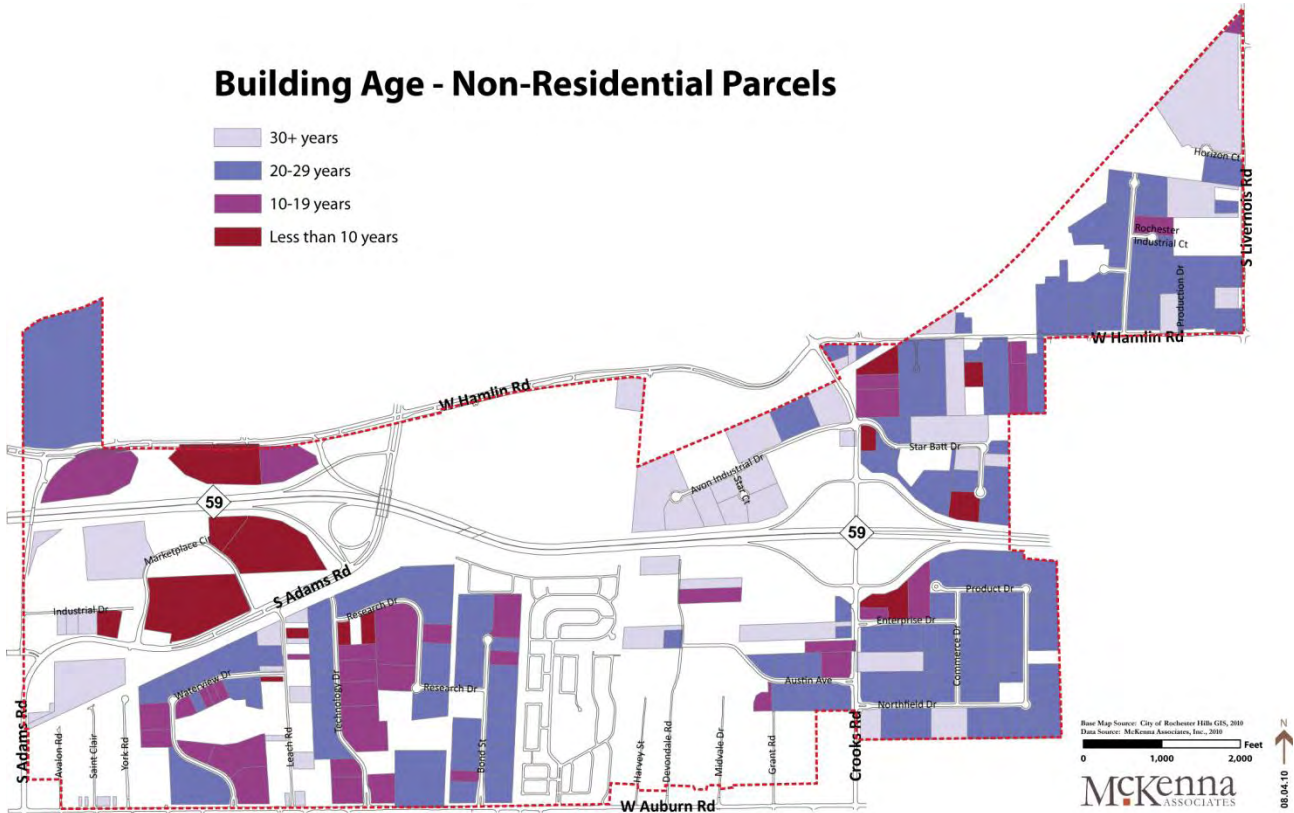 Building Age - Non-Residential Parcels
30+ years
20-29 years
10-19 years
Less than 10 years
Horizon Ct
S Livernois Rd
Rochester
Industrial Ct
Production Dr
W Hamlin Rd
W Hamlin Rd
Star Batt Dr
Avon Industrial Dr
Star Ct
59
59
Marketplace Cir
S Adams Rd
Industrial Dr
Research Dr
Product Dr
Enterprise Dr
Commerce Dr
Waterview Dr
Technology Dr
Research Dr
Austin Ave
Northfield Dr
S Adams Rd
Avalon Rd
Saint Clair
York Rd
Leach Rd
Bond St
Harvey St
Devondale Rd
Midvale Dr
Grant Rd
Crooks Rd
W Auburn Rd
Base Map Source: City of Rochester Hills GIS, 2010
Data Source: McKenna Associates, Inc., 2010
Feet
0 1,000 2,000
N
McKenna
ASSOCIATES
08.04.10